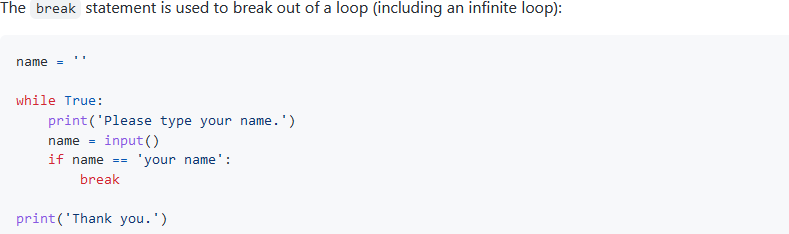 The break statement is used to break out of a loop (including an infinite loop):
name = ''
while True:
    print('Please type your name.')
    name = input()
    if name == 'your name':
        break
print('Thank you.')